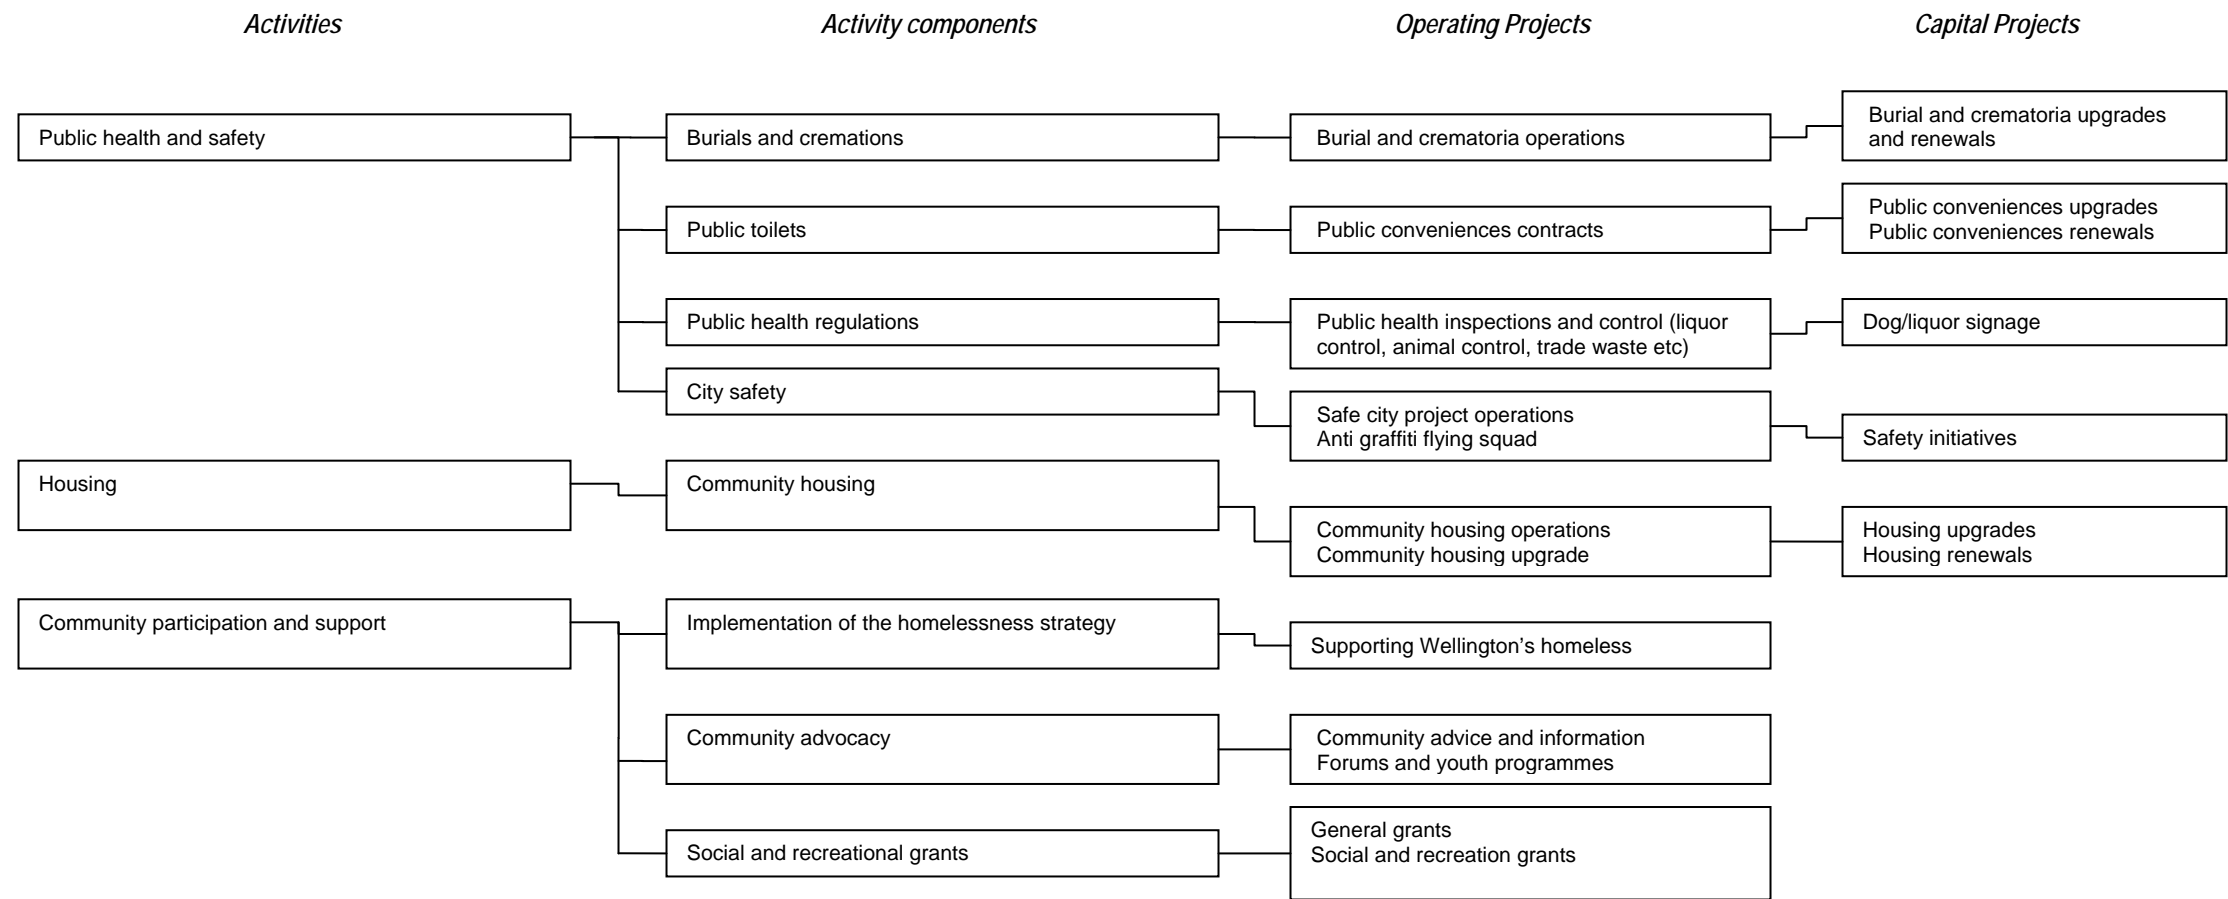 Activities
Activity components
Operating Projects
Capital Projects
Public health and safety
Burials and cremations
Burial and crematoria operations
Burial and crematoria upgrades
and renewals
Public toilets
Public conveniences contracts
Public conveniences upgrades
Public conveniences renewals
Public health regulations
Public health inspections and control (liquor
control, animal control, trade waste etc)
Dog/liquor signage
City safety
Safe city project operations
Anti graffiti flying squad
Safety initiatives
Housing
Community housing
Community housing operations
Community housing upgrade
Housing upgrades
Housing renewals
Community participation and support
Implementation of the homelessness strategy
Supporting Wellington’s homeless
Community advocacy
Community advice and information
Forums and youth programmes
Social and recreational grants
General grants
Social and recreation grants